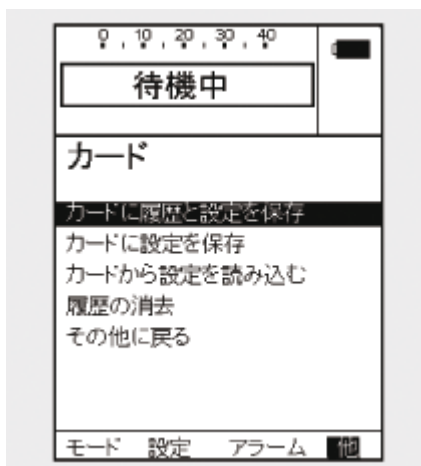 0 10 20 30 40
待機中
カード
カードに履歴と設定を保存
カードに設定を保存
カードから設定を読み込む
履歴の消去
その他に戻る
モード 設定 アラーム 他